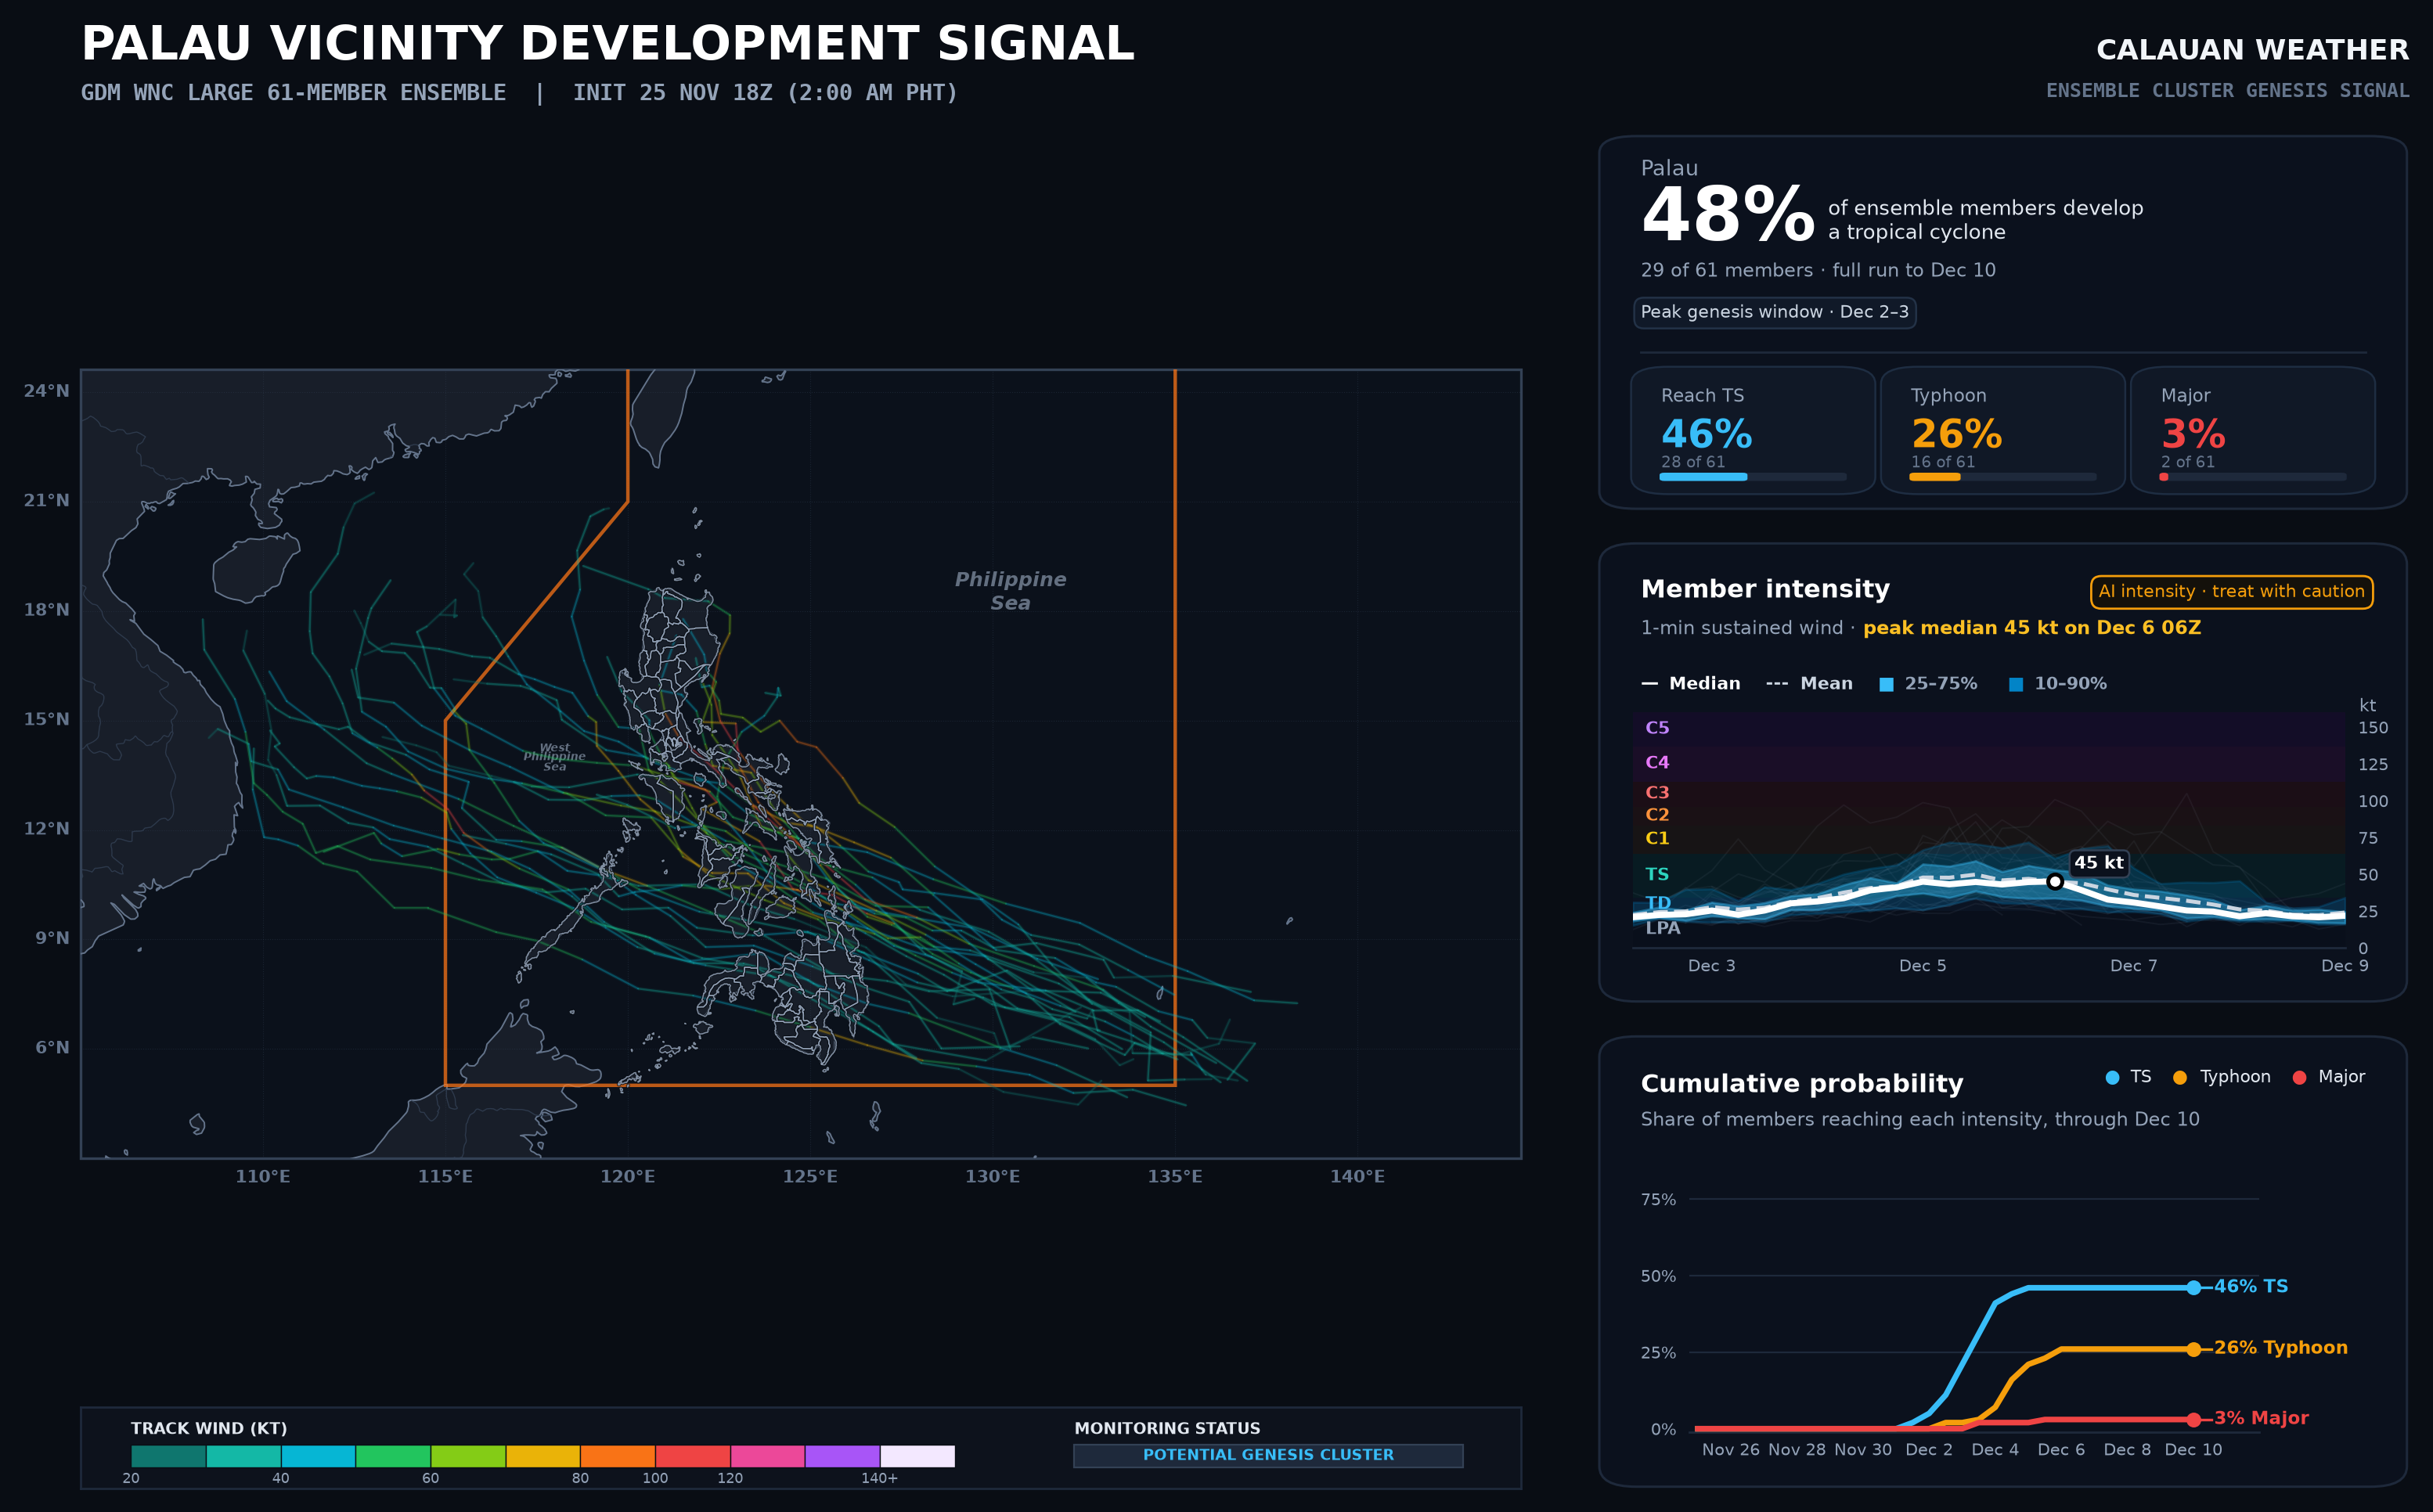 PALAU VICINITY DEVELOPMENT SIGNAL
GDM WNC LARGE 61-MEMBER ENSEMBLE | INIT 25 NOV 18Z (2:00 AM PHT)
CALAUAN WEATHER
ENSEMBLE CLUSTER GENESIS SIGNAL
24°N
21°N
18°N
15°N
12°N
9°N
6°N
110°E
115°E
120°E
125°E
130°E
135°E
140°E
Philippine
Sea
West
Philippine
Sea
TRACK WIND (KT)
20
40
60
80
100
120
140+
MONITORING STATUS
POTENTIAL GENESIS CLUSTER
Palau
48%
of ensemble members develop
a tropical cyclone
29 of 61 members · full run to Dec 10
Peak genesis window · Dec 2–3
Reach TS
46%
28 of 61
Typhoon
26%
16 of 61
Major
3%
2 of 61
Member intensity
AI intensity · treat with caution
1-min sustained wind · peak median 45 kt on Dec 6 06Z
Median
Mean
25–75%
10–90%
kt
150
125
100
75
50
25
0
C5
C4
C3
C2
C1
TS
TD
LPA
45 kt
Dec 3
Dec 5
Dec 7
Dec 9
Cumulative probability
TS
Typhoon
Major
Share of members reaching each intensity, through Dec 10
75%
50%
25%
0%
46% TS
26% Typhoon
3% Major
Nov 26
Nov 28
Nov 30
Dec 2
Dec 4
Dec 6
Dec 8
Dec 10